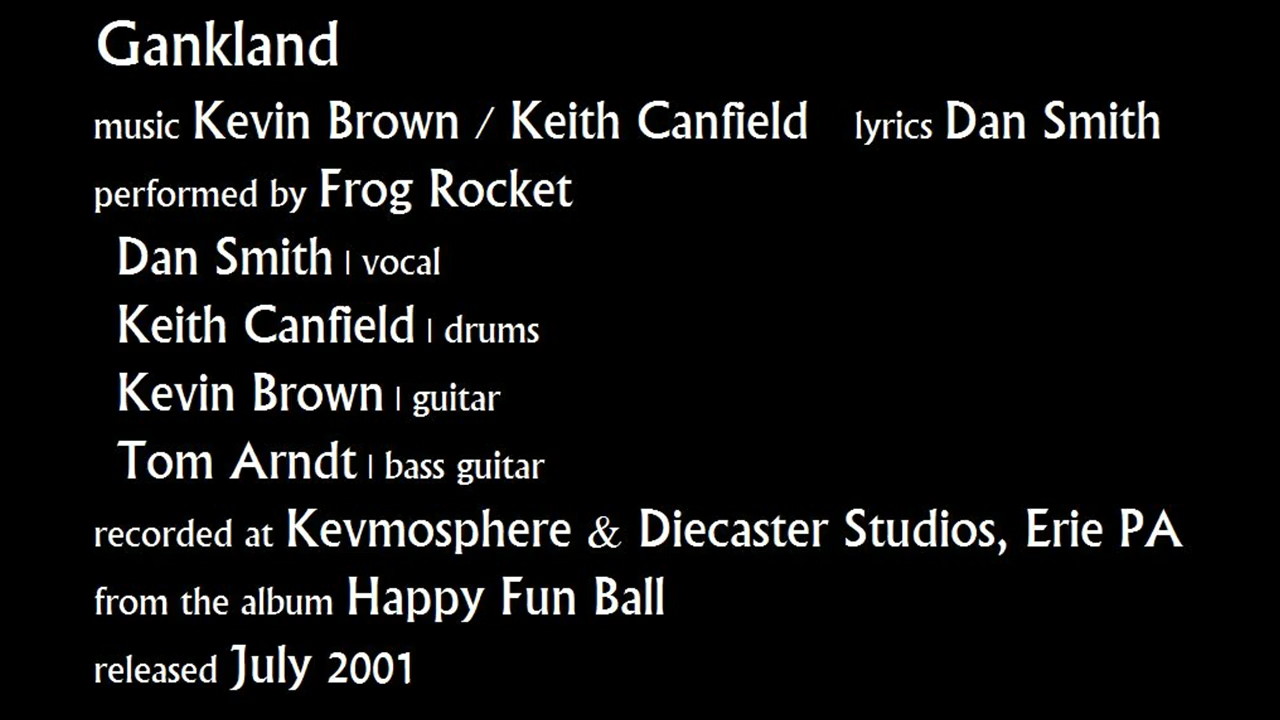 Gankland
music Kevin Brown / Keith Canfield lyrics Dan Smith
performed by Frog Rocket
Dan Smith | vocal
Keith Canfield | drums
Kevin Brown | guitar
Tom Arndt | bass guitar
recorded at Kevmosphere & Diecaster Studios, Erie PA
from the album Happy Fun Ball
released July 2001